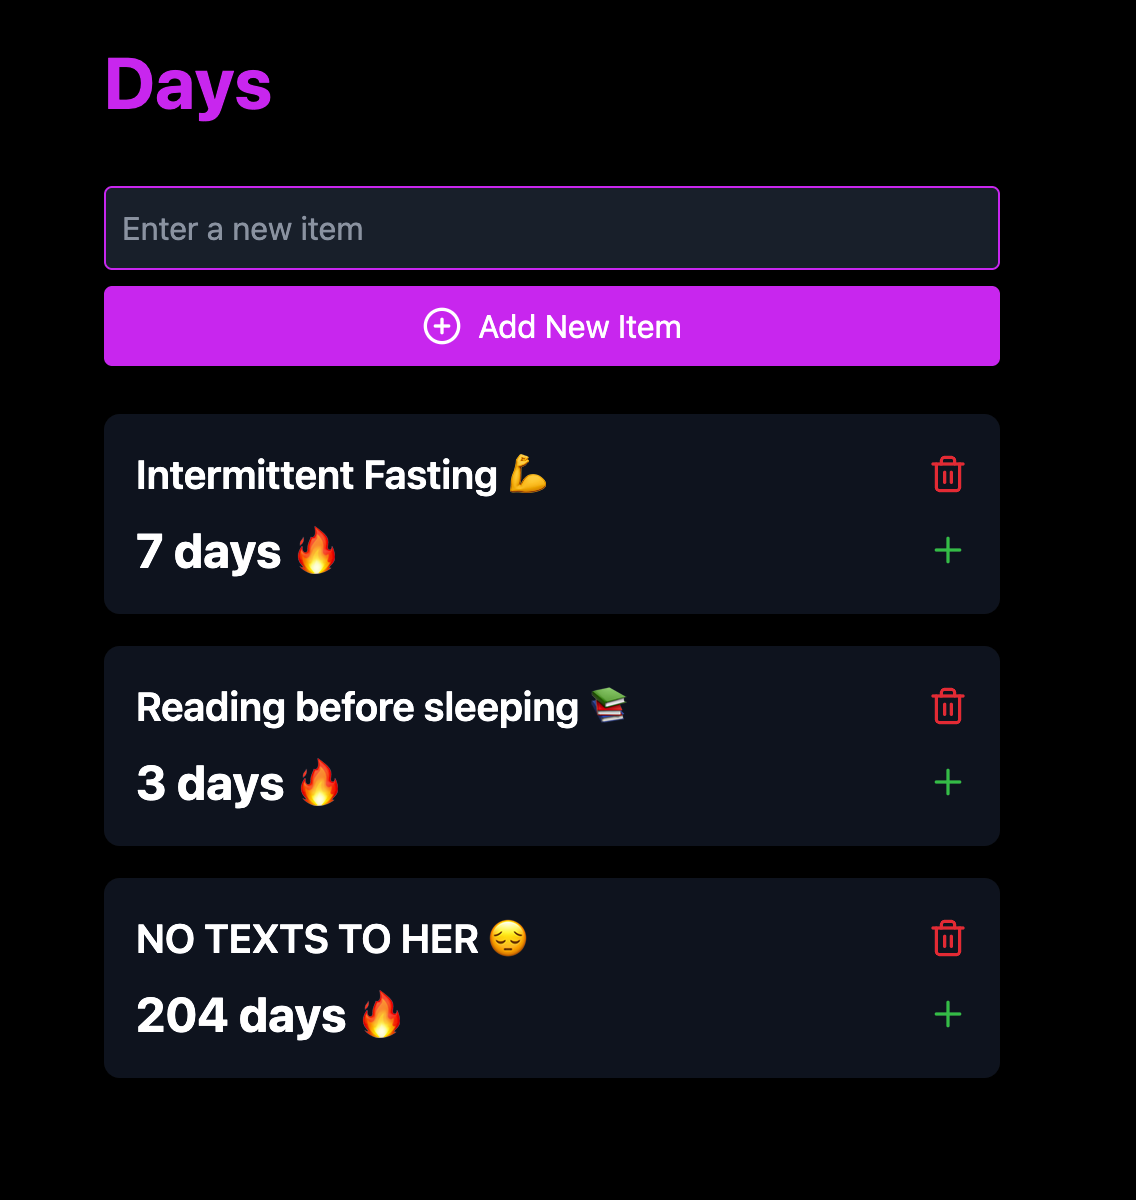 Days
Enter a new item
Add New Item
Intermittent Fasting 💪
7 days 🔥
Reading before sleeping 📚
3 days 🔥
NO TEXTS TO HER 😔
204 days 🔥